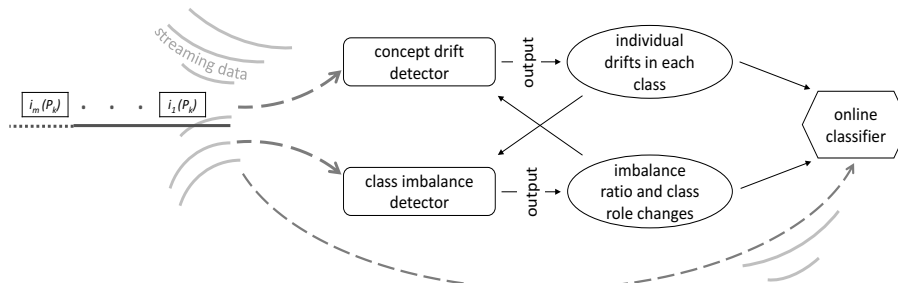 streaming data
i_m(P_k)
. . .
i_1(P_k)
concept drift
detector
output
individual
drifts in each
class
online
classifier
class imbalance
detector
output
imbalance
ratio and class
role changes